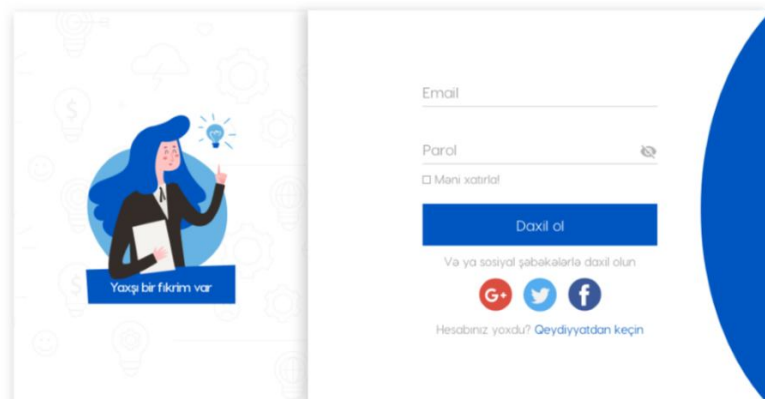 Yaxşı bir fikrim var
Email
Parol
Məni xatırla!
Daxil ol
Və ya sosiyal şəbəkələrlə daxil olun
G+
f
Hesabınız yoxdu? Qeydiyyatdan keçin